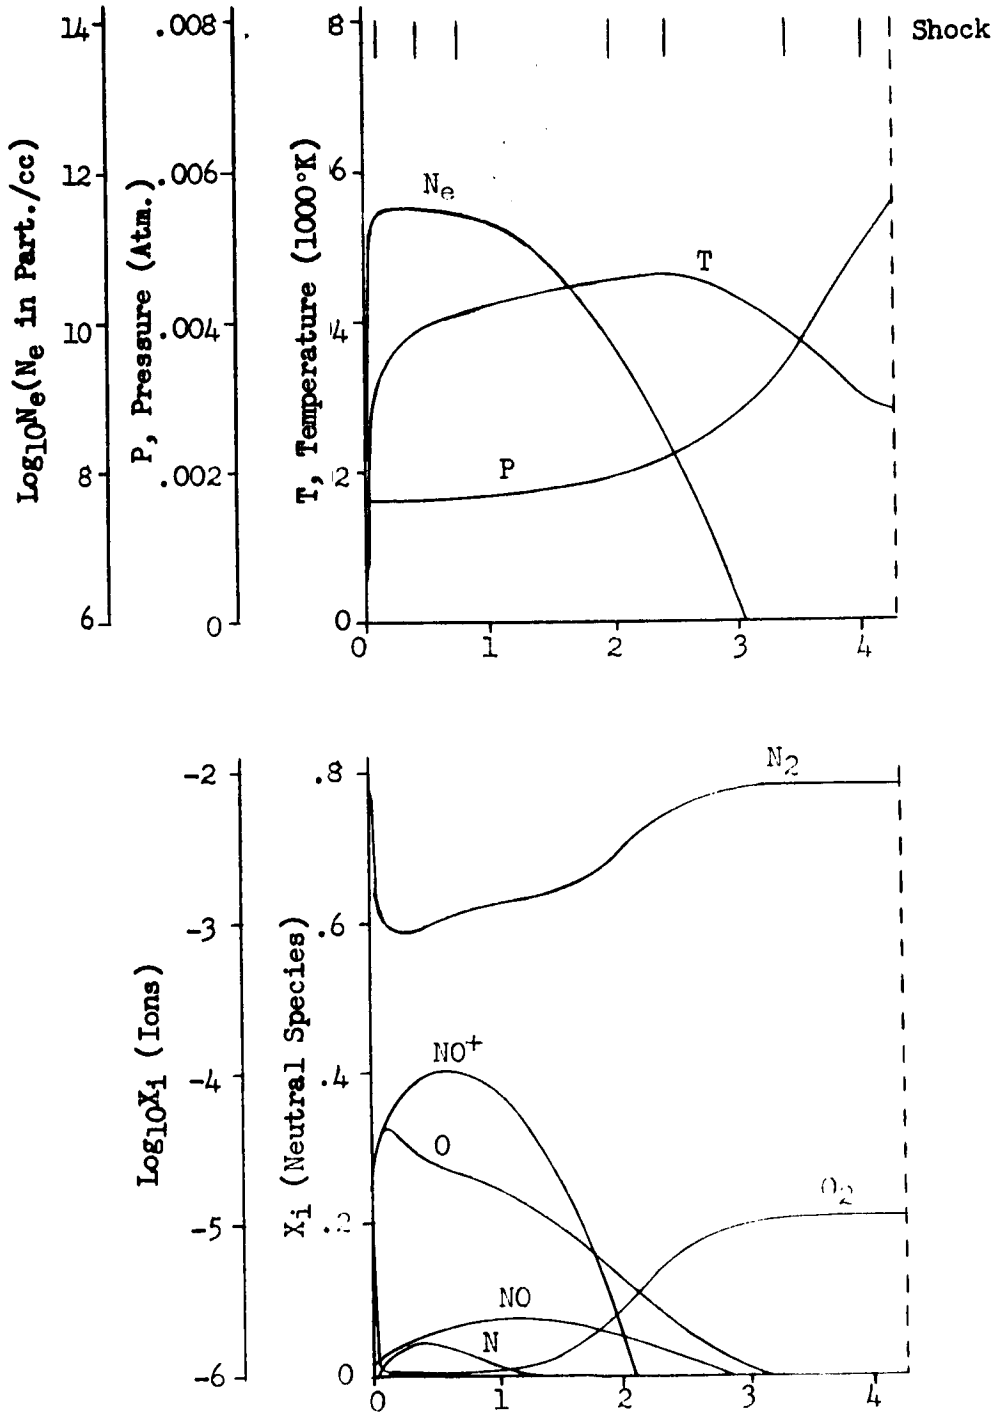 Shock
14
12
10
8
6
Log10Ne(Ne in Part./cc)
.008
.006
.004
.002
0
P, Pressure (Atm.)
8
6
4
2
0
T, Temperature (1000°K)
Ne
T
P
0 1 2 3 4
-2
-3
-4
-5
-6
Log10Xi (Ions)
.8
.6
.4
.2
0
Xi (Neutral Species)
N2
NO+
O
O2
NO
N
0 1 2 3 4